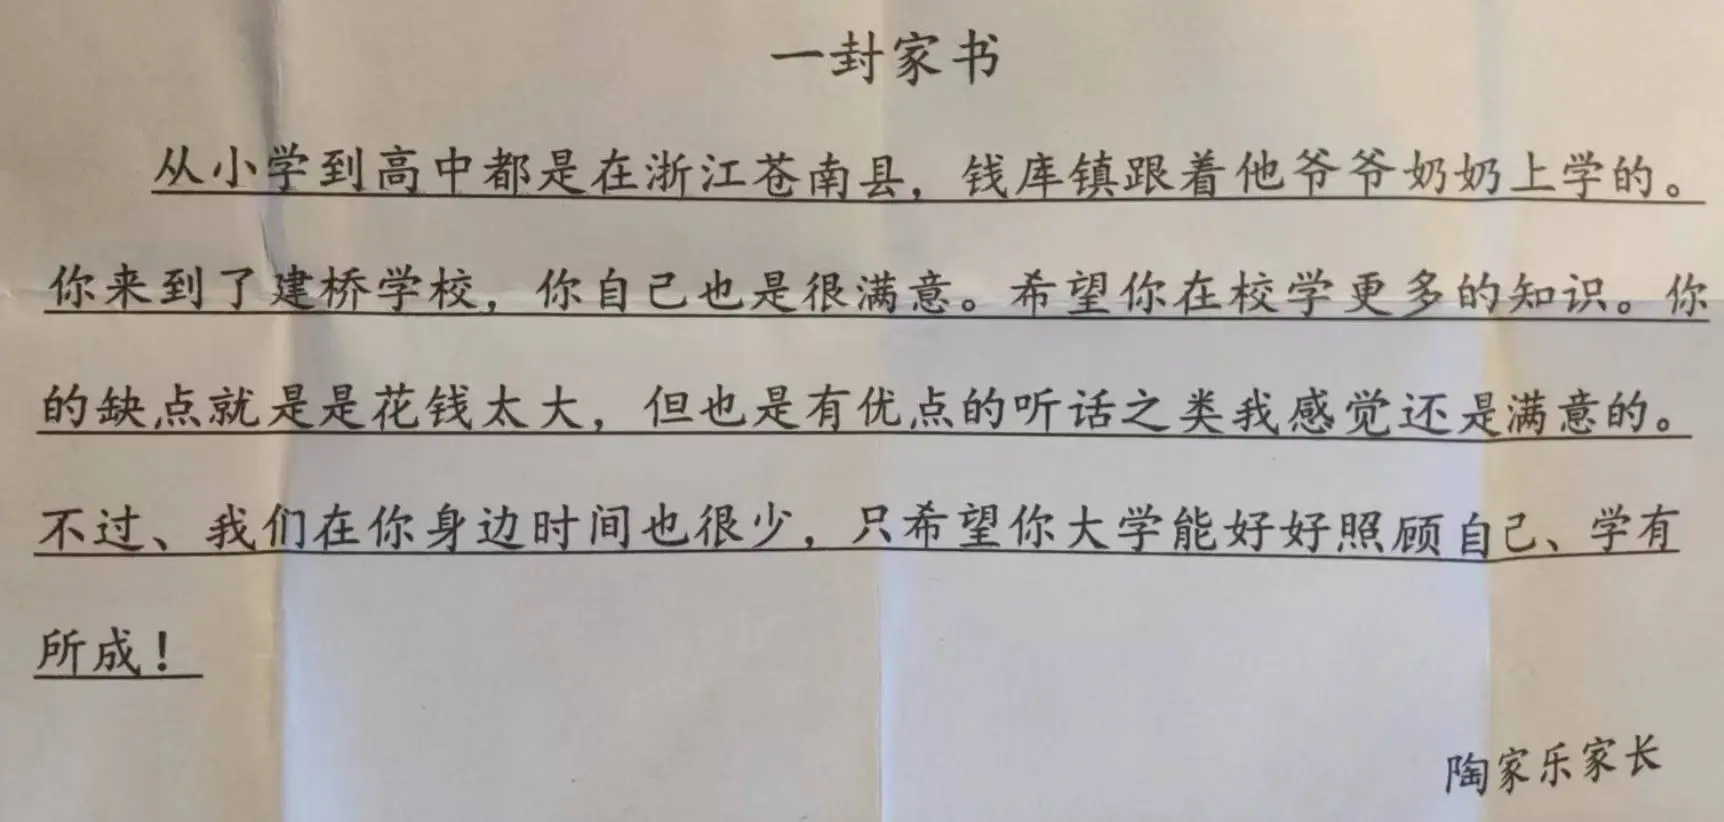 一封家书
从小学到高中都是在浙江苍南县，钱库镇跟着他爷爷奶奶上学的。
你来到了建桥学校，你自己也是很满意。希望你在校学更多的知识。你
的缺点就是是花钱太大，但也是有优点的听话之类我感觉还是满意的。
不过、我们在你身边时间也很少，只希望你大学能好好照顾自己、学有
所成！
陶家乐家长